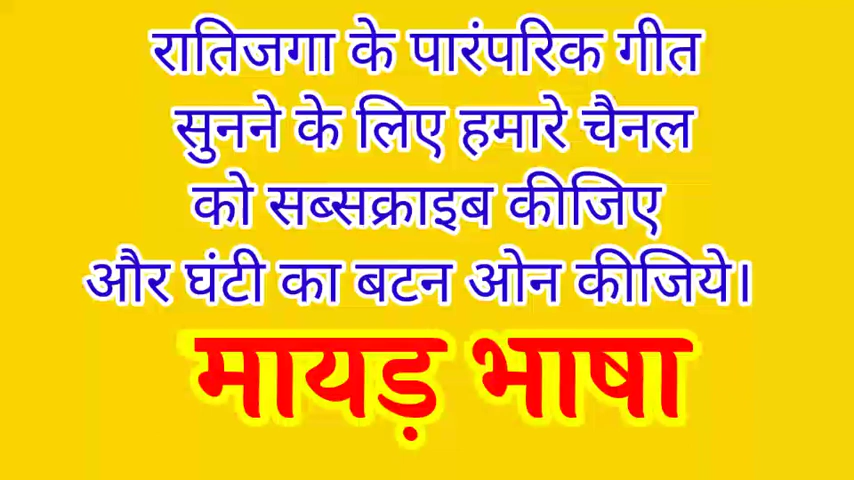 रातिजगा के पारंपरिक गीत
सुनने के लिए हमारे चैनल
को सब्सक्राइब कीजिए
और घंटी का बटन ओन कीजिये।
मायड़ भाषा